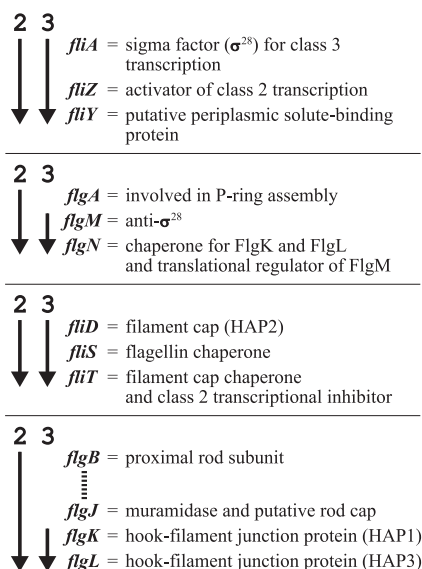 2 3
fliA = sigma factor (σ²⁸) for class 3
transcription
fliZ = activator of class 2 transcription
fliY = putative periplasmic solute-binding
protein
2 3
flgA = involved in P-ring assembly
flgM = anti-σ²⁸
flgN = chaperone for FlgK and FlgL
and translational regulator of FlgM
2 3
fliD = filament cap (HAP2)
fliS = flagellin chaperone
fliT = filament cap chaperone
and class 2 transcriptional inhibitor
2 3
flgB = proximal rod subunit
flgJ = muramidase and putative rod cap
flgK = hook-filament junction protein (HAP1)
flgL = hook-filament junction protein (HAP3)